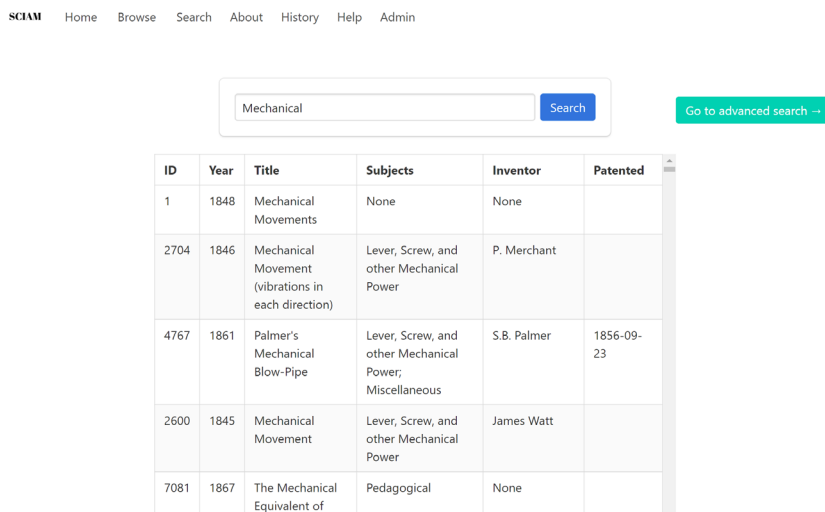 SCIAM Home Browse Search About History Help Admin
Mechanical Search
Go to advanced search →
ID Year Title Subjects Inventor Patented
1 1848 Mechanical None None
Movements
2704 1846 Mechanical Lever, Screw, and P. Merchant
Movement other Mechanical
(vibrations in Power
each direction)
4767 1861 Palmer's Lever, Screw, and S.B. Palmer 1856-09-
Mechanical other Mechanical 23
Blow-Pipe Power;
Miscellaneous
2600 1845 Mechanical Lever, Screw, and James Watt
Movement other Mechanical
Power
7081 1867 The Mechanical Pedagogical None
Equivalent of